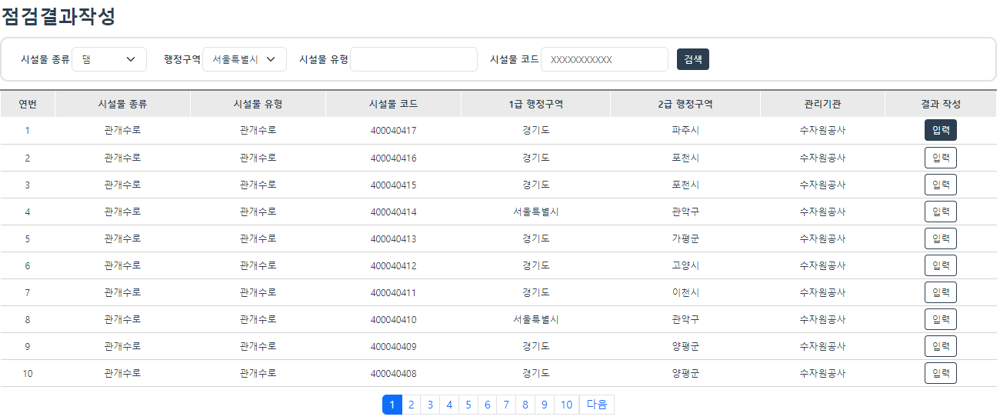 점검결과작성
시설물 종류 댐 행정구역 서울특별시 시설물 유형 시설물 코드 XXXXXXXXXXX 검색
연번 시설물 종류 시설물 유형 시설물 코드 1급 행정구역 2급 행정구역 관리기관 결과 작성
1 관개수로 관개수로 400040417 경기도 파주시 수자원공사 입력
2 관개수로 관개수로 400040416 경기도 포천시 수자원공사 입력
3 관개수로 관개수로 400040415 경기도 포천시 수자원공사 입력
4 관개수로 관개수로 400040414 서울특별시 관악구 수자원공사 입력
5 관개수로 관개수로 400040413 경기도 가평군 수자원공사 입력
6 관개수로 관개수로 400040412 경기도 고양시 수자원공사 입력
7 관개수로 관개수로 400040411 경기도 이천시 수자원공사 입력
8 관개수로 관개수로 400040410 서울특별시 관악구 수자원공사 입력
9 관개수로 관개수로 400040409 경기도 양평군 수자원공사 입력
10 관개수로 관개수로 400040408 경기도 양평군 수자원공사 입력
1 2 3 4 5 6 7 8 9 10 다음